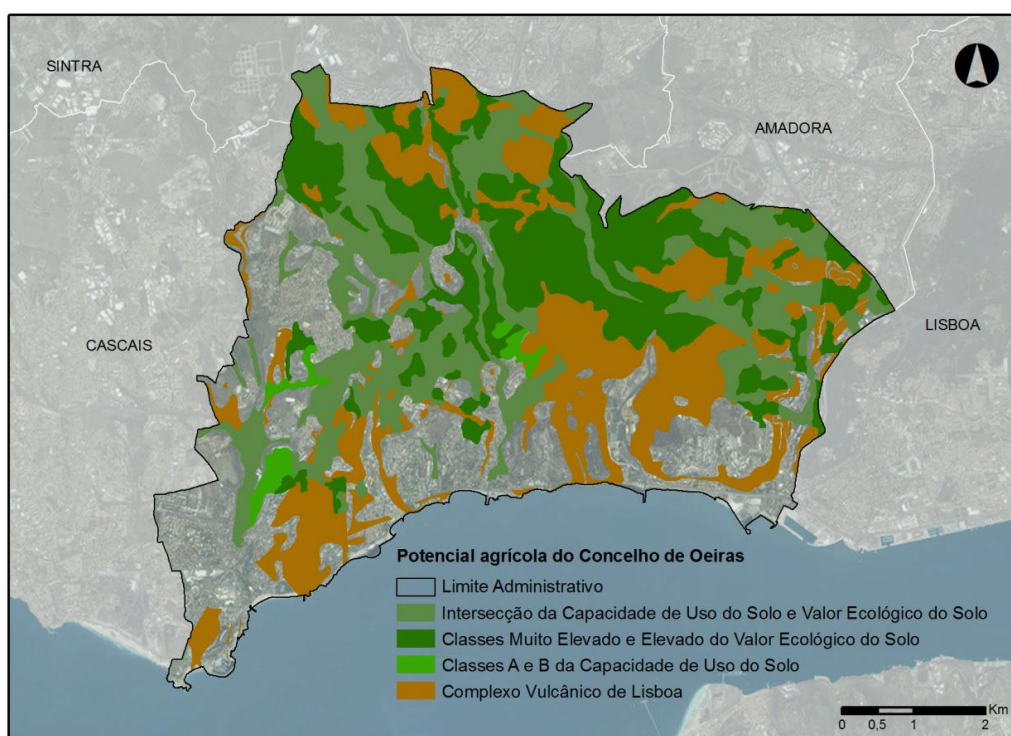 SINTRA
AMADORA
LISBOA
CASCAIS
Potencial agrícola do Concelho de Oeiras
Limite Administrativo
Intersecção da Capacidade de Uso do Solo e Valor Ecológico do Solo
Classes Muito Elevado e Elevado do Valor Ecológico do Solo
Classes A e B da Capacidade de Uso do Solo
Complexo Vulcânico de Lisboa
Km
0 0,5 1 2